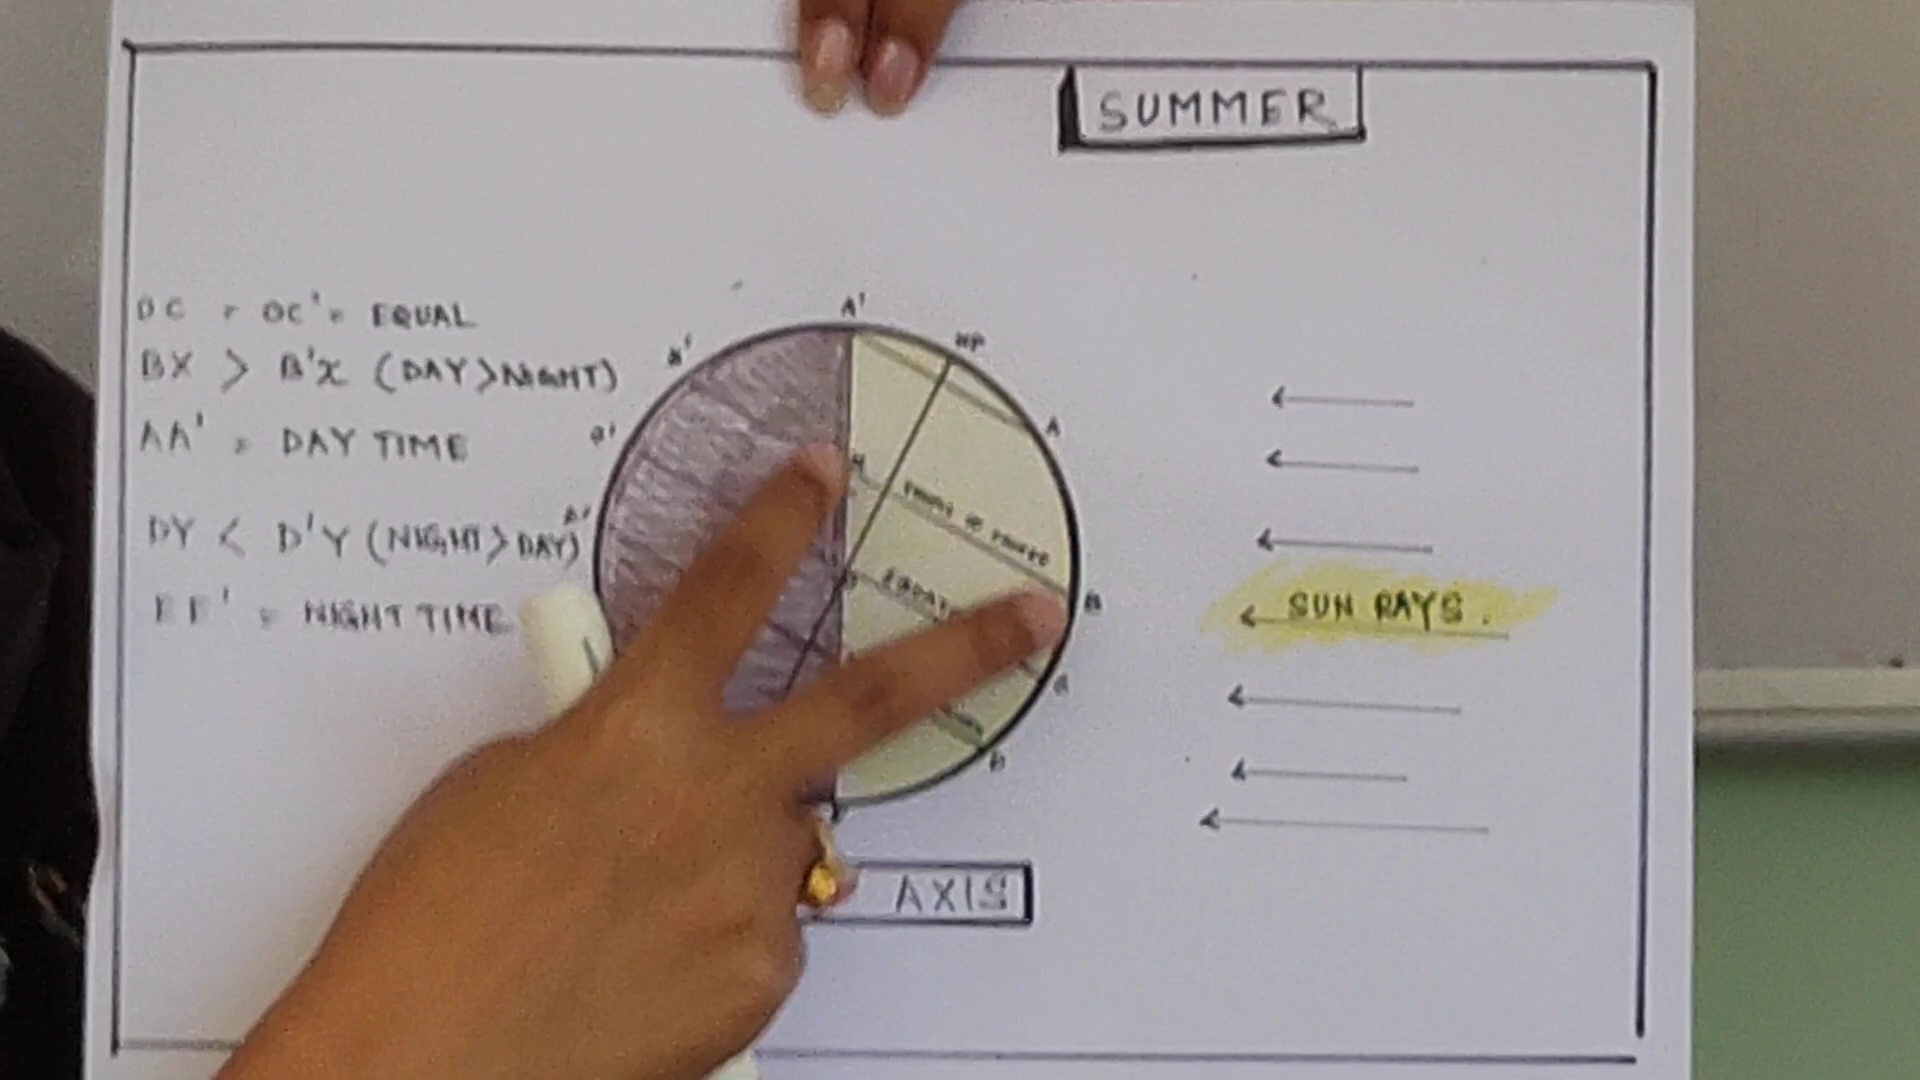 SUMMER
OC = OC' = EQUAL
BX > B'X (DAY>NIGHT)
AA' = DAY TIME
DY < D'Y (NIGHT>DAY)
EE' = NIGHT TIME
A'
NP
A
B'
B
D
SUN RAYS.
AXIS